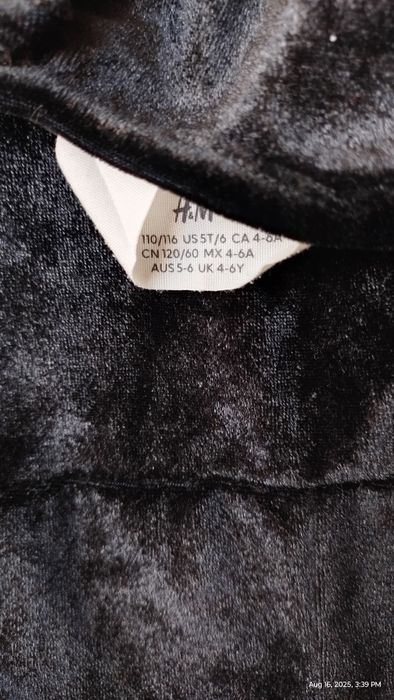 H&M
110/116 US 5T/6 CA 4-6A
CN 120/60 MX 4-6A
AUS 5-6 UK 4-6Y
Aug 16, 2025, 3:39 PM